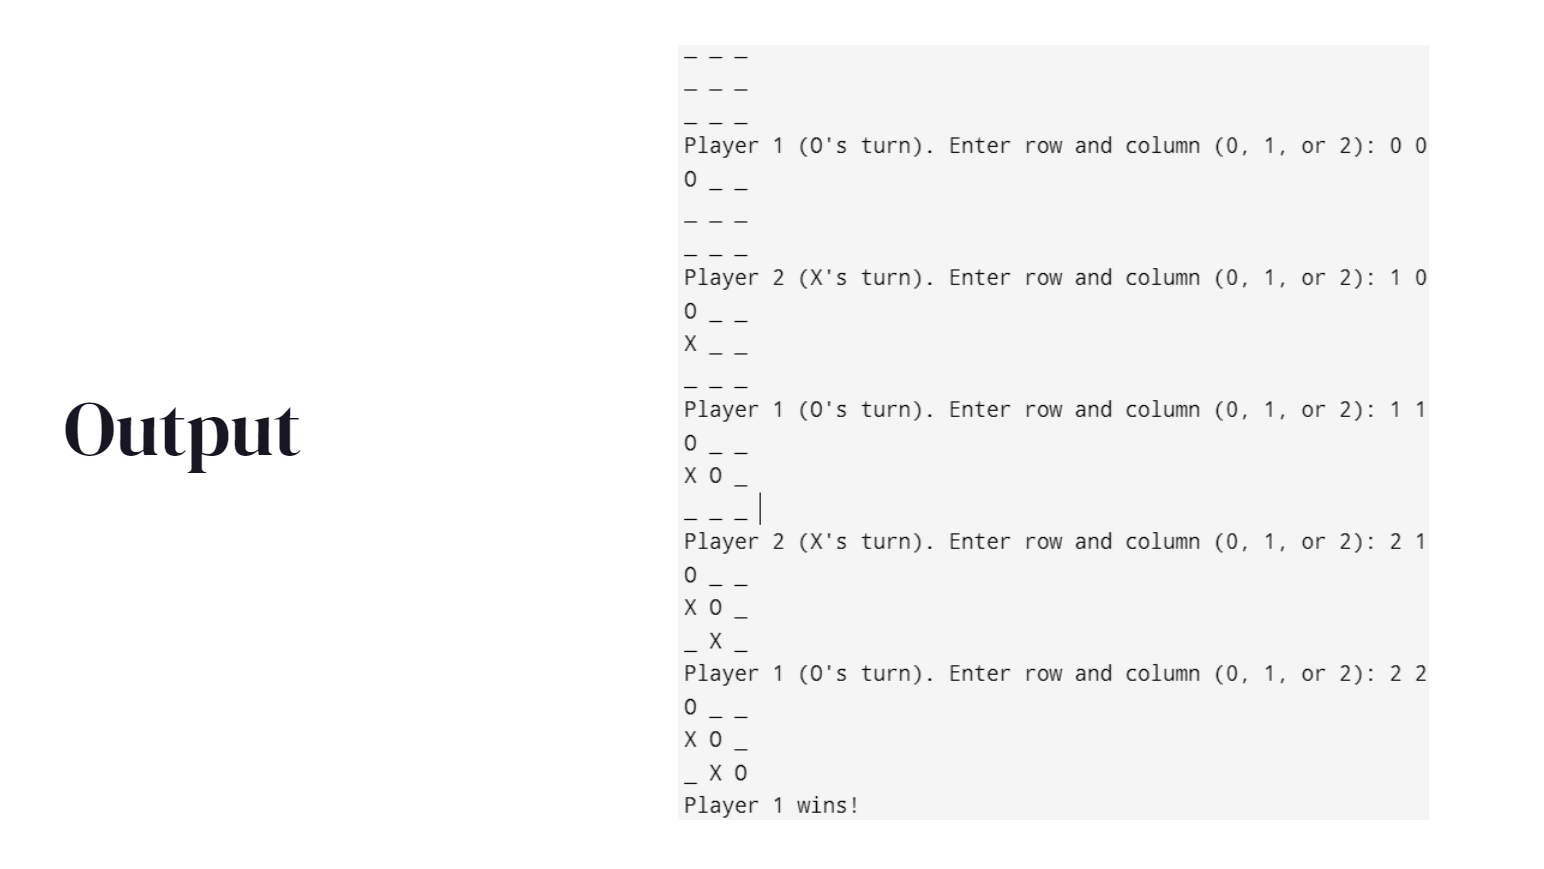 Output
_ _ _
_ _ _
_ _ _
Player 1 (O's turn). Enter row and column (0, 1, or 2): 0 0
O _ _
_ _ _
_ _ _
Player 2 (X's turn). Enter row and column (0, 1, or 2): 1 0
O _ _
X _ _
_ _ _
Player 1 (O's turn). Enter row and column (0, 1, or 2): 1 1
O _ _
X O _
_ _ _
Player 2 (X's turn). Enter row and column (0, 1, or 2): 2 1
O _ _
X O _
_ X _
Player 1 (O's turn). Enter row and column (0, 1, or 2): 2 2
O _ _
X O _
_ X O
Player 1 wins!